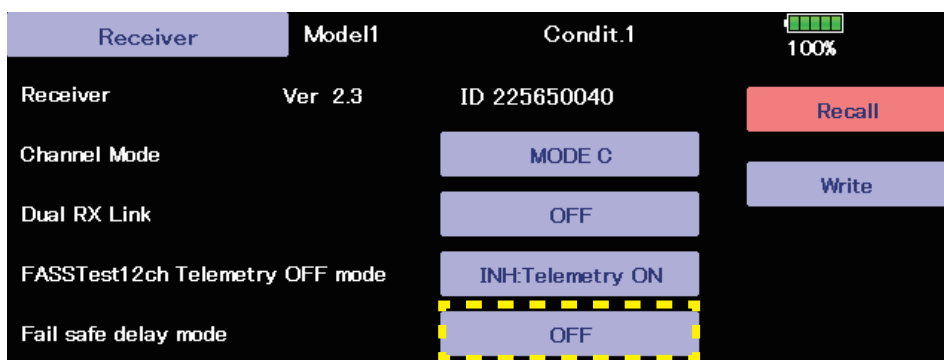 Receiver Model1 Condit.1 100%
Receiver Ver 2.3 ID 225650040
Recall
Channel Mode MODE C
Write
Dual RX Link OFF
FASSTest12ch Telemetry OFF mode INH:Telemetry ON
Fail safe delay mode OFF